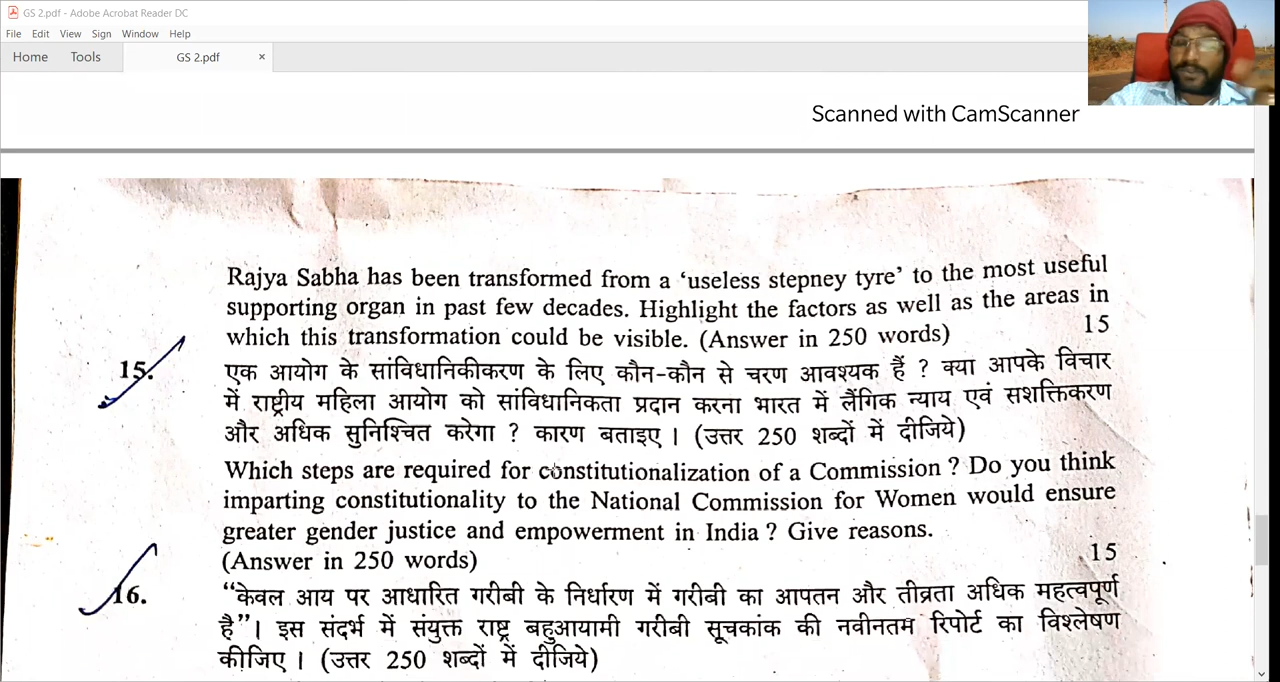 GS 2.pdf - Adobe Acrobat Reader DC
File Edit View Sign Window Help
Home Tools GS 2.pdf ×
Scanned with CamScanner
Rajya Sabha has been transformed from a ‘useless stepney tyre’ to the most useful
supporting organ in past few decades. Highlight the factors as well as the areas in
which this transformation could be visible. (Answer in 250 words) 15
15. एक आयोग के सांविधानिकीकरण के लिए कौन-कौन से चरण आवश्यक हैं ? क्या आपके विचार
में राष्ट्रीय महिला आयोग को सांविधानिकता प्रदान करना भारत में लैंगिक न्याय एवं सशक्तिकरण
और अधिक सुनिश्चित करेगा ? कारण बताइए । (उत्तर 250 शब्दों में दीजिये)
Which steps are required for constitutionalization of a Commission ? Do you think
imparting constitutionality to the National Commission for Women would ensure
greater gender justice and empowerment in India ? Give reasons.
(Answer in 250 words) 15
16. “केवल आय पर आधारित गरीबी के निर्धारण में गरीबी का आपतन और तीव्रता अधिक महत्वपूर्ण
है”। इस संदर्भ में संयुक्त राष्ट्र बहुआयामी गरीबी सूचकांक की नवीनतम रिपोर्ट का विश्लेषण
कीजिए । (उत्तर 250 शब्दों में दीजिये)